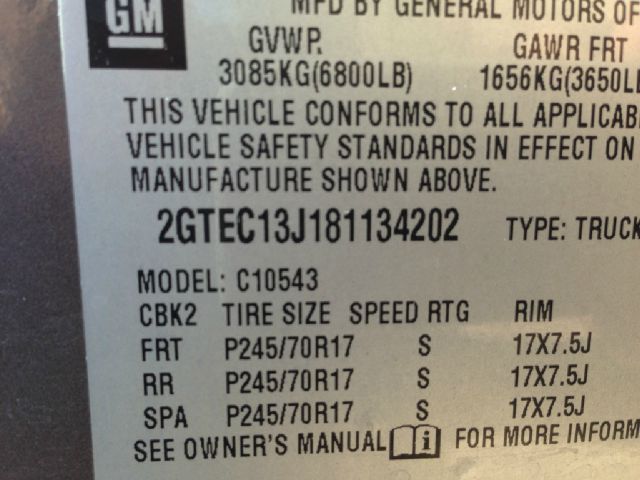 GM
MFD BY GENERAL MOTORS OF
GVWP. GAWR FRT
3085KG(6800LB) 1656KG(3650L
THIS VEHICLE CONFORMS TO ALL APPLICAB
VEHICLE SAFETY STANDARDS IN EFFECT ON
MANUFACTURE SHOWN ABOVE.
2GTEC13J181134202 TYPE: TRUCK
MODEL: C10543
CBK2 TIRE SIZE SPEED RTG RIM
FRT P245/70R17 S 17X7.5J
RR P245/70R17 S 17X7.5J
SPA P245/70R17 S 17X7.5J
SEE OWNER'S MANUAL i FOR MORE INFORM